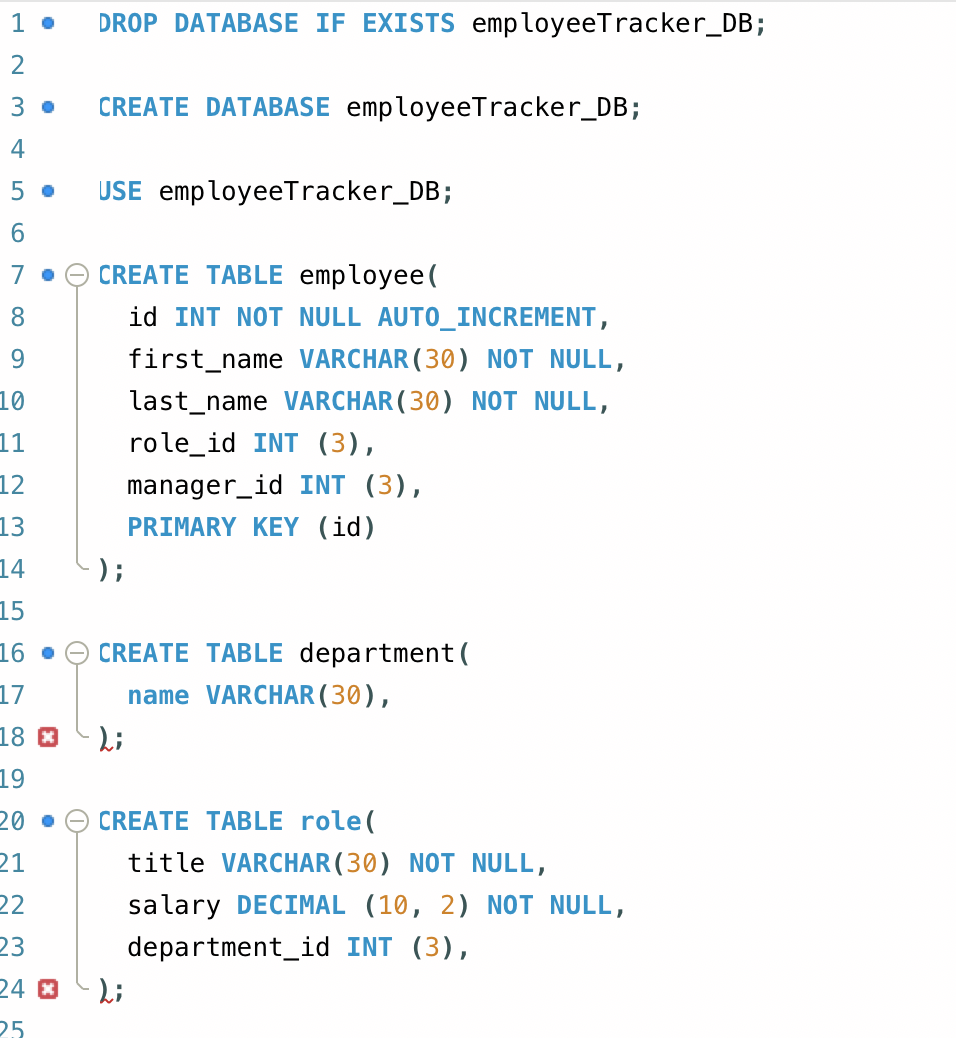 1 DROP DATABASE IF EXISTS employeeTracker_DB;
2
3 CREATE DATABASE employeeTracker_DB;
4
5 USE employeeTracker_DB;
6
7 CREATE TABLE employee(
8 id INT NOT NULL AUTO_INCREMENT,
9 first_name VARCHAR(30) NOT NULL,
10 last_name VARCHAR(30) NOT NULL,
11 role_id INT (3),
12 manager_id INT (3),
13 PRIMARY KEY (id)
14 );
15
16 CREATE TABLE department(
17 name VARCHAR(30),
18 );
19
20 CREATE TABLE role(
21 title VARCHAR(30) NOT NULL,
22 salary DECIMAL (10, 2) NOT NULL,
23 department_id INT (3),
24 );
25